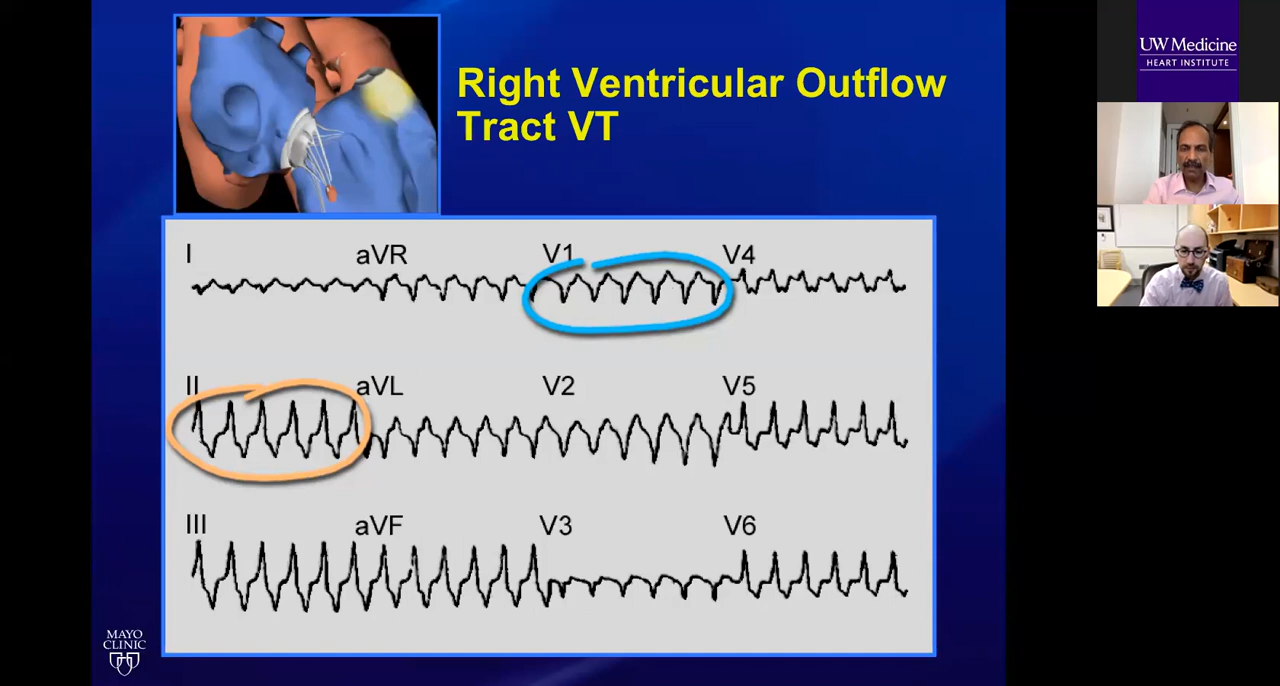 Right Ventricular Outflow
Tract VT
I aVR V1 V4
II aVL V2 V5
III aVF V3 V6
MAYO
CLINIC
UW Medicine
HEART INSTITUTE